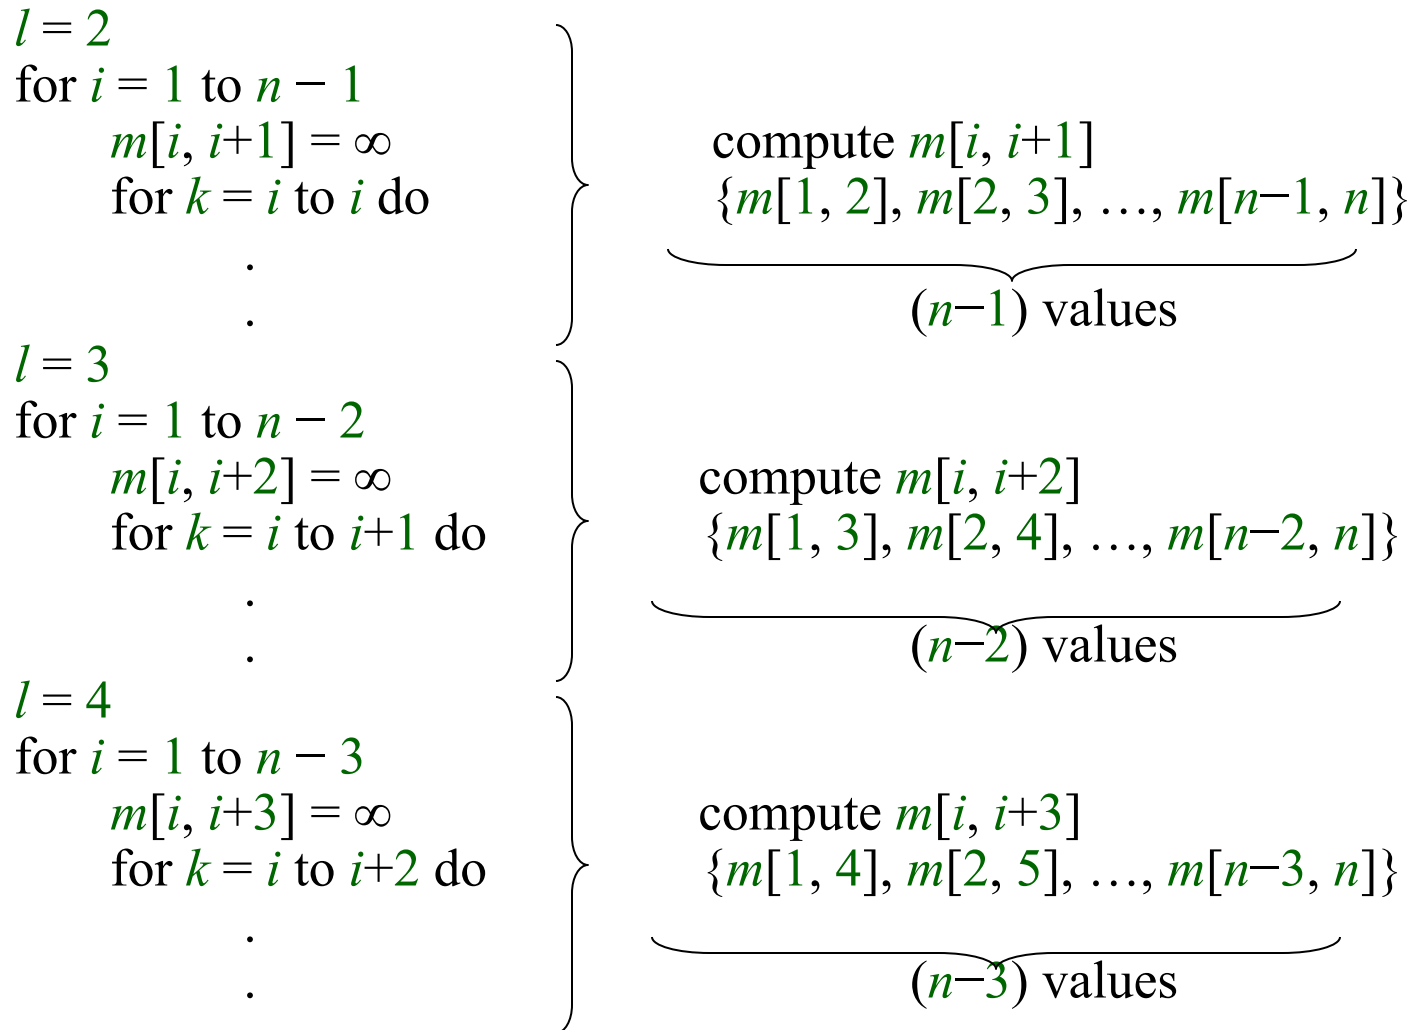 l = 2
for i = 1 to n − 1
m[i, i+1] = ∞
for k = i to i do
.
.
compute m[i, i+1]
{m[1, 2], m[2, 3], …, m[n−1, n]}
(n−1) values
l = 3
for i = 1 to n − 2
m[i, i+2] = ∞
for k = i to i+1 do
.
.
compute m[i, i+2]
{m[1, 3], m[2, 4], …, m[n−2, n]}
(n−2) values
l = 4
for i = 1 to n − 3
m[i, i+3] = ∞
for k = i to i+2 do
.
.
compute m[i, i+3]
{m[1, 4], m[2, 5], …, m[n−3, n]}
(n−3) values